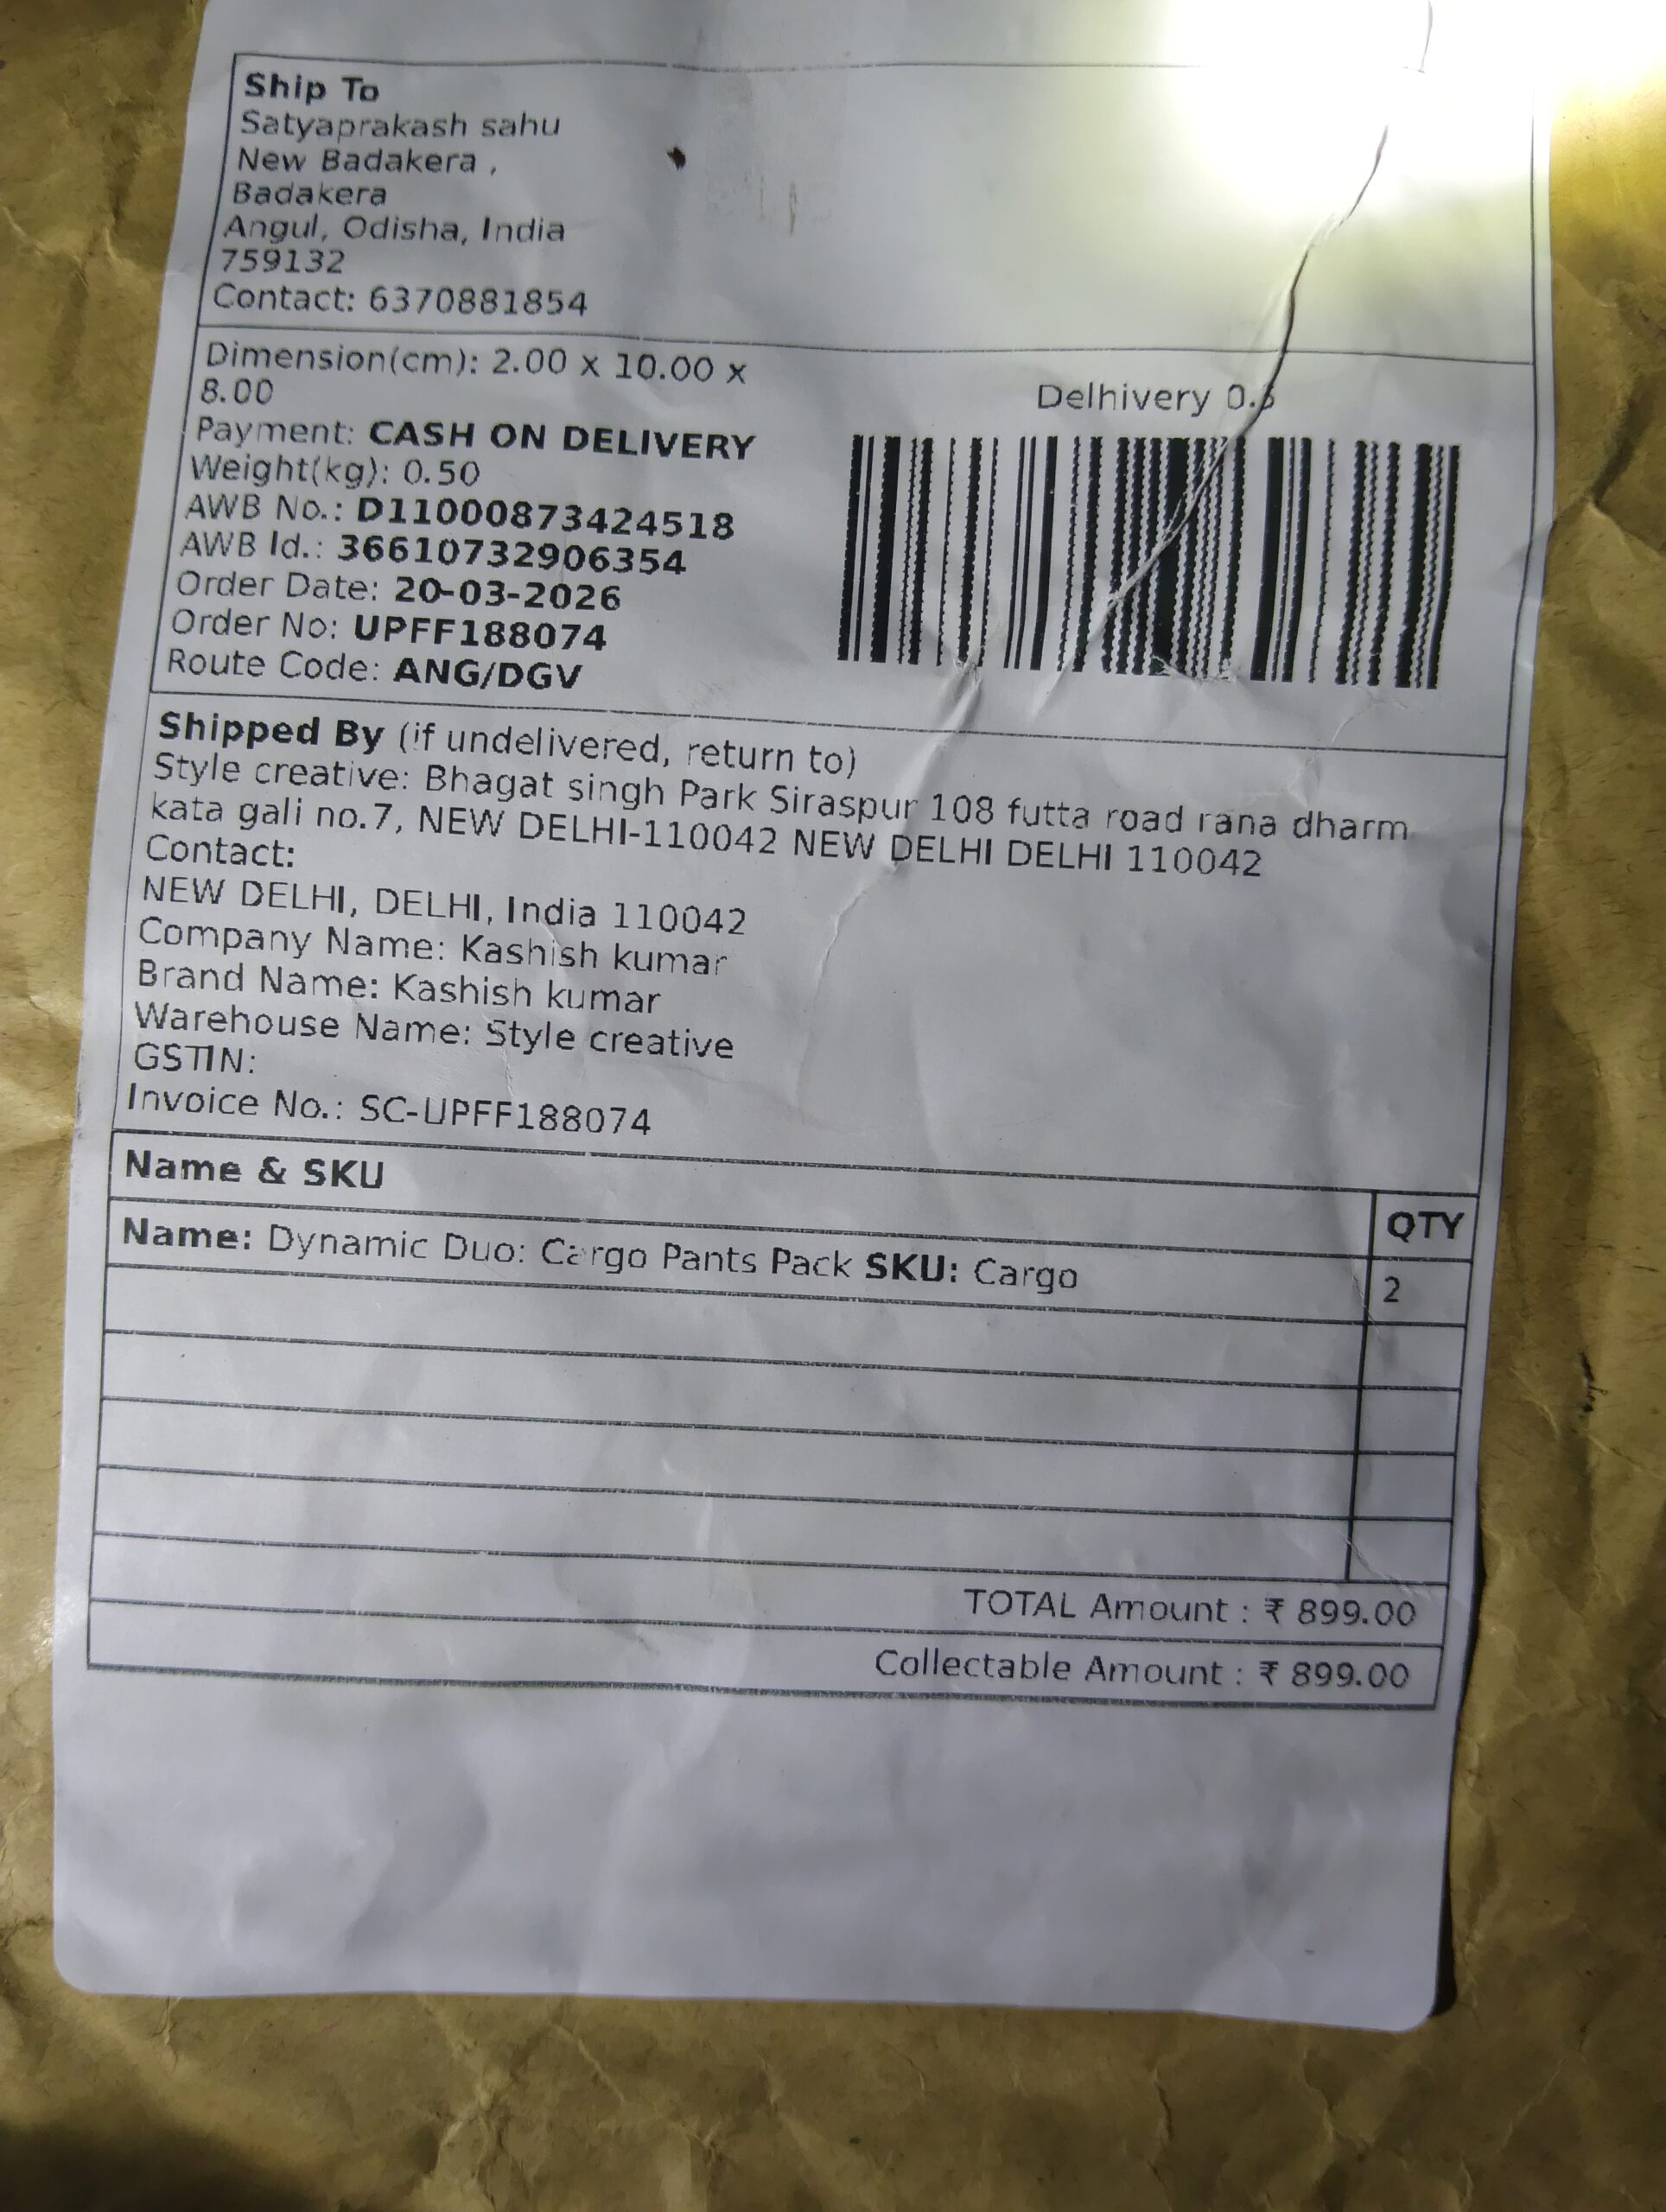 Ship To
Satyaprakash sahu
New Badakera ,
Badakera
Angul, Odisha, India
759132
Contact: 6370881854
Dimension(cm): 2.00 x 10.00 x
8.00
Payment: CASH ON DELIVERY
Weight(kg): 0.50
AWB No.: D11000873424518
AWB Id.: 36610732906354
Order Date: 20-03-2026
Order No: UPFF188074
Route Code: ANG/DGV
Delhivery
Shipped By (if undelivered, return to)
Style creative: Bhagat singh Park Siraspur 108 futta road rana dharm
kata gali no.7, NEW DELHI-110042 NEW DELHI DELHI 110042
Contact:
NEW DELHI, DELHI, India 110042
Company Name: Kashish kumar
Brand Name: Kashish kumar
Warehouse Name: Style creative
GSTIN:
Invoice No.: SC-UPFF188074
Name & SKU QTY
Name: Dynamic Duo: Cargo Pants Pack SKU: Cargo 2
TOTAL Amount : ₹ 899.00
Collectable Amount : ₹ 899.00